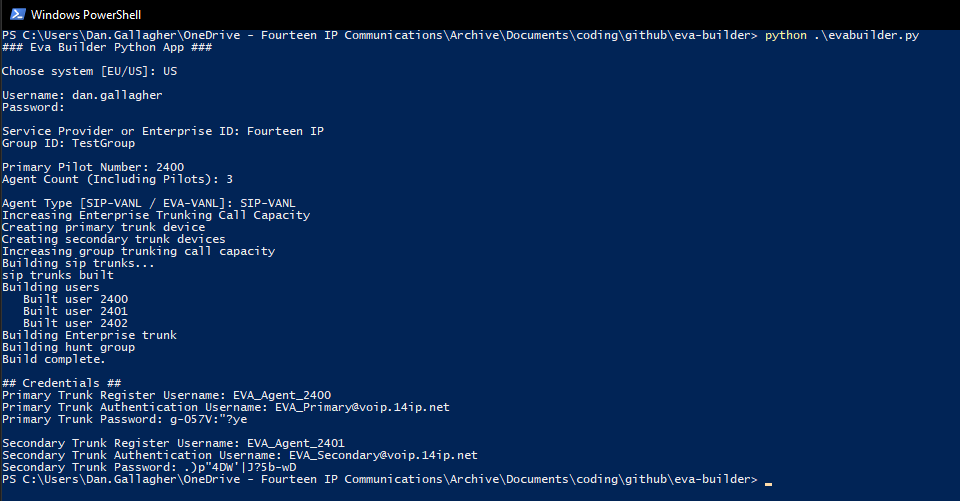 Windows PowerShell
PS C:\Users\Dan.Gallagher\OneDrive - Fourteen IP Communications\Archive\Documents\coding\github\eva-builder> python .\evabuilder.py
### Eva Builder Python App ###
Choose system [EU/US]: US
Username: dan.gallagher
Password:
Service Provider or Enterprise ID: Fourteen IP
Group ID: TestGroup
Primary Pilot Number: 2400
Agent Count (Including Pilots): 3
Agent Type [SIP-VANL / EVA-VANL]: SIP-VANL
Increasing Enterprise Trunking Call Capacity
Creating primary trunk device
Creating secondary trunk devices
Increasing group trunking call capacity
Building sip trunks...
sip trunks built
Building users
Built user 2400
Built user 2401
Built user 2402
Building Enterprise trunk
Building hunt group
Build complete.
## Credentials ##
Primary Trunk Register Username: EVA_Agent_2400
Primary Trunk Authentication Username: EVA_Primary@voip.14ip.net
Primary Trunk Password: g-057V:"?ye
Secondary Trunk Register Username: EVA_Agent_2401
Secondary Trunk Authentication Username: EVA_Secondary@voip.14ip.net
Secondary Trunk Password: .)p"4DW'|J?5b-wD
PS C:\Users\Dan.Gallagher\OneDrive - Fourteen IP Communications\Archive\Documents\coding\github\eva-builder>